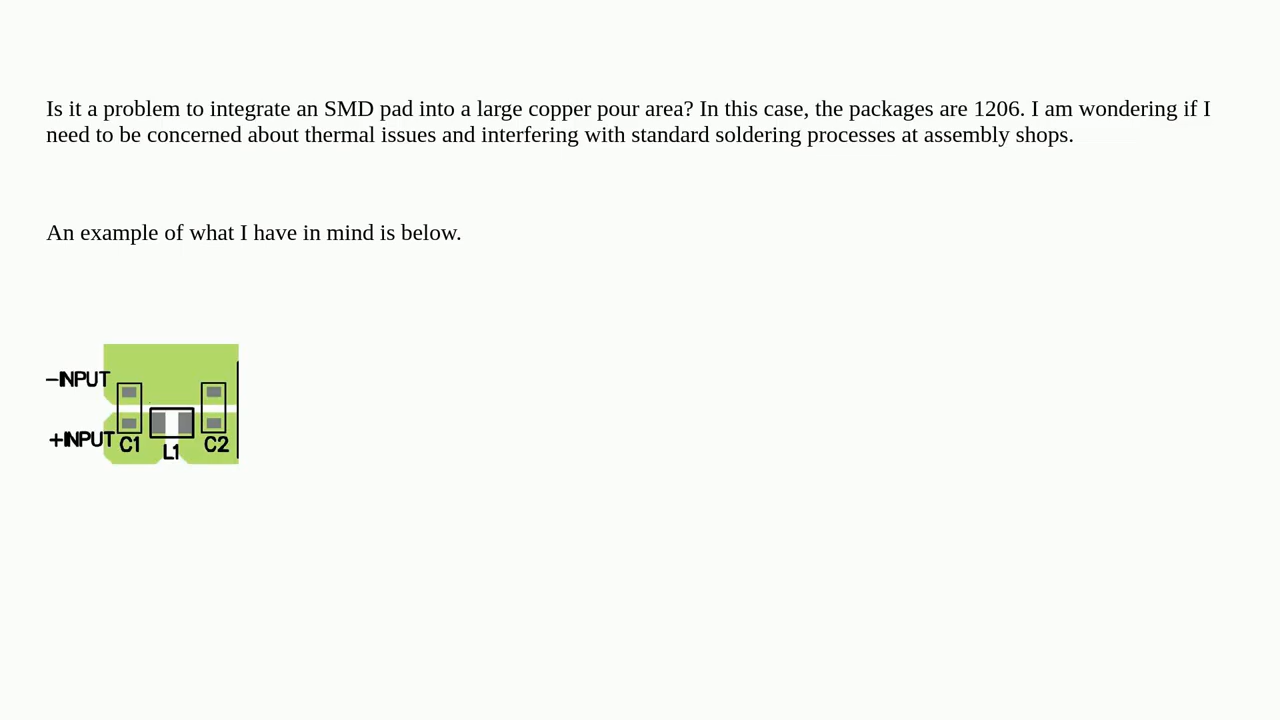 Is it a problem to integrate an SMD pad into a large copper pour area? In this case, the packages are 1206. I am wondering if I
need to be concerned about thermal issues and interfering with standard soldering processes at assembly shops.
An example of what I have in mind is below.
–INPUT
+INPUT C1 L1 C2